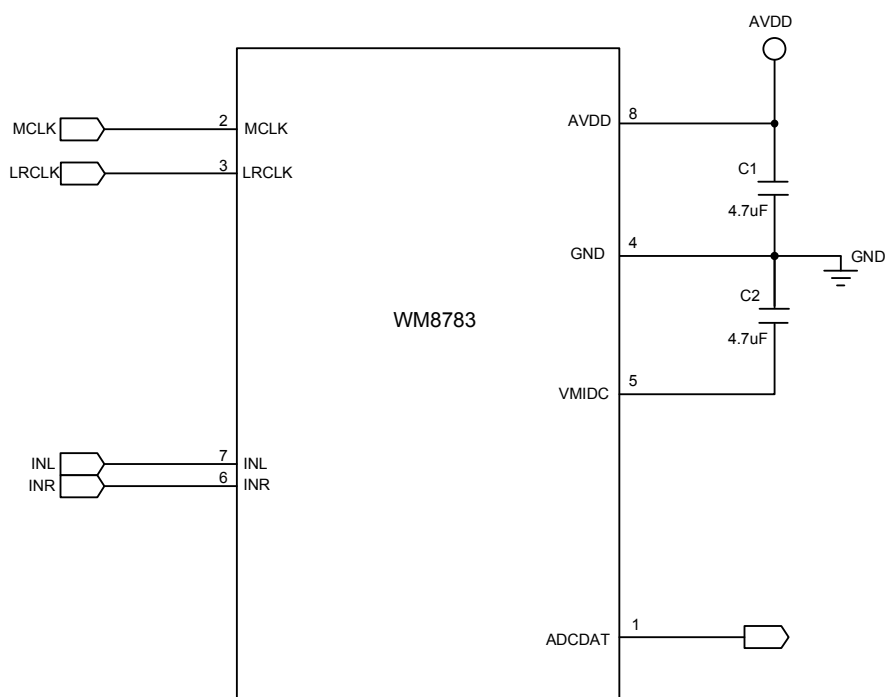 AVDD
MCLK 2 MCLK
AVDD 8
LRCLK 3 LRCLK
C1
4.7uF
GND 4
GND
C2
WM8783
4.7uF
VMIDC 5
INL 7 INL
INR 6 INR
ADCDAT 1